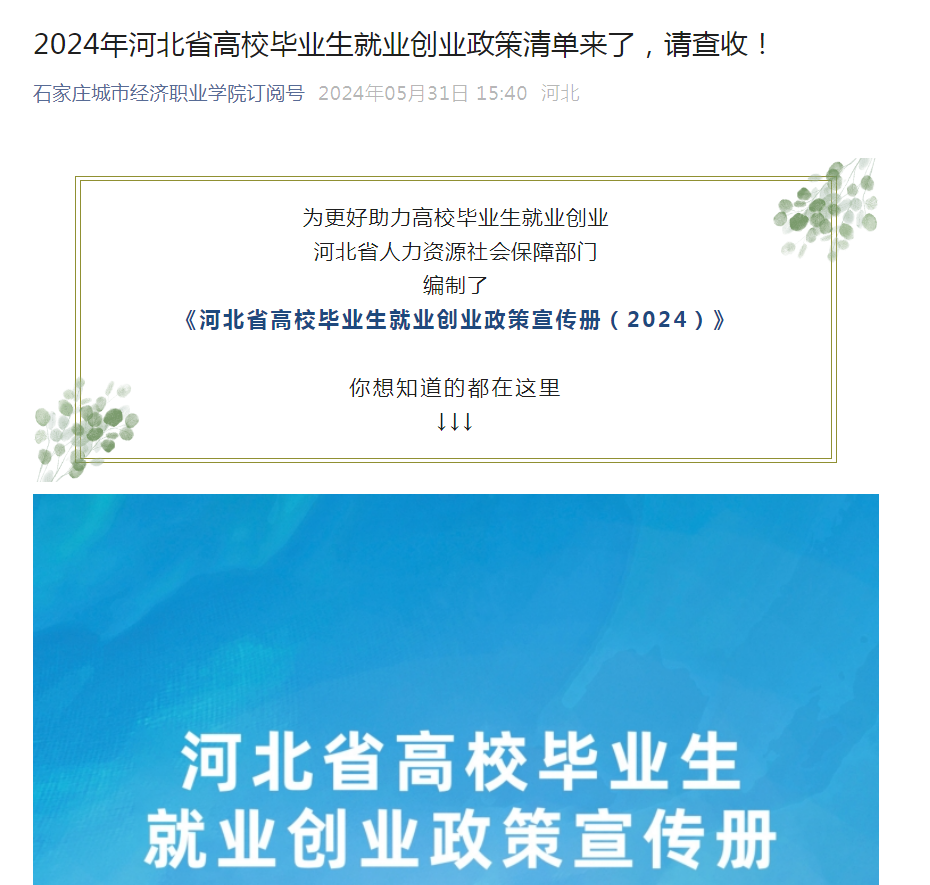 2024年河北省高校毕业生就业创业政策清单来了，请查收！
石家庄城市经济职业学院订阅号 2024年05月31日 15:40 河北
为更好助力高校毕业生就业创业
河北省人力资源社会保障部门
编制了
《河北省高校毕业生就业创业政策宣传册（2024）》
你想知道的都在这里
↓↓↓
河北省高校毕业生
就业创业政策宣传册